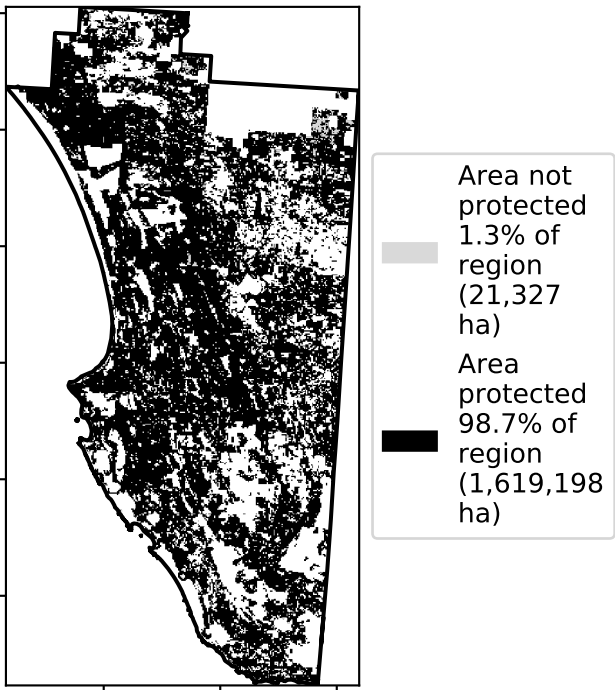 Area not
protected
1.3% of
region
(21,327
ha)
Area
protected
98.7% of
region
(1,619,198
ha)